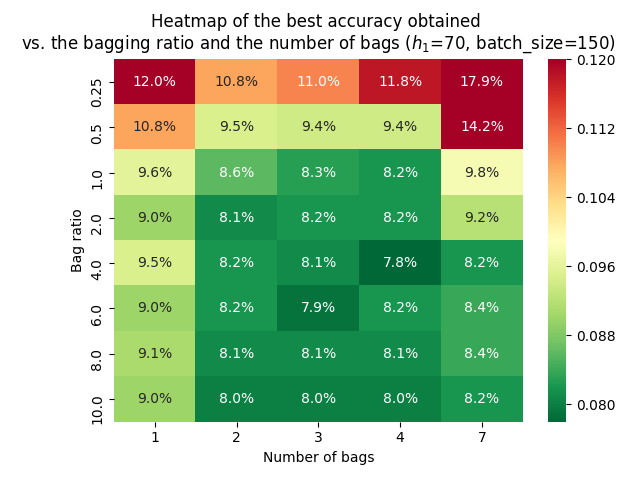 Heatmap of the best accuracy obtained
vs. the bagging ratio and the number of bags (h₁=70, batch_size=150)
0.25 12.0% 10.8% 11.0% 11.8% 17.9%
0.5 10.8% 9.5% 9.4% 9.4% 14.2%
1.0 9.6% 8.6% 8.3% 8.2% 9.8%
2.0 9.0% 8.1% 8.2% 8.2% 9.2%
4.0 9.5% 8.2% 8.1% 7.8% 8.2%
6.0 9.0% 8.2% 7.9% 8.2% 8.4%
8.0 9.1% 8.1% 8.1% 8.1% 8.4%
10.0 9.0% 8.0% 8.0% 8.0% 8.2%
1 2 3 4 7
Number of bags
Bag ratio
0.120
0.112
0.104
0.096
0.088
0.080